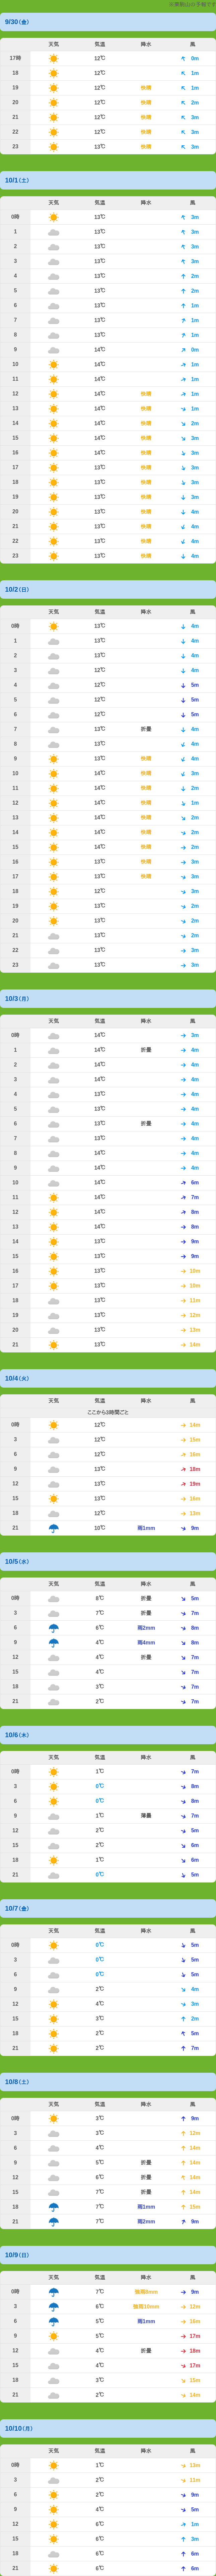 9/30（金）
天気 気温 降水 風
17時 12℃ 0m
18 12℃ 1m
19 12℃ 快晴 1m
20 12℃ 快晴 2m
21 12℃ 快晴 3m
22 12℃ 快晴 3m
23 13℃ 快晴 3m
10/1（土）
天気 気温 降水 風
0時 13℃ 3m
1 13℃ 3m
2 13℃ 3m
3 13℃ 3m
4 13℃ 2m
5 13℃ 2m
6 13℃ 1m
7 13℃ 1m
8 13℃ 1m
9 14℃ 0m
10 14℃ 1m
11 14℃ 1m
12 14℃ 快晴 1m
13 14℃ 快晴 1m
14 14℃ 快晴 2m
15 14℃ 快晴 3m
16 14℃ 快晴 3m
17 13℃ 快晴 3m
18 13℃ 快晴 3m
19 13℃ 快晴 3m
20 13℃ 快晴 4m
21 13℃ 快晴 4m
22 13℃ 快晴 4m
23 13℃ 快晴 4m
10/2（日）
天気 気温 降水 風
0時 13℃ 4m
1 13℃ 4m
2 13℃ 4m
3 12℃ 4m
4 12℃ 5m
5 12℃ 5m
6 12℃ 5m
7 13℃ 折畳 4m
8 13℃ 4m
9 13℃ 快晴 4m
10 14℃ 快晴 3m
11 14℃ 快晴 2m
12 14℃ 快晴 1m
13 14℃ 快晴 2m
14 14℃ 快晴 2m
15 14℃ 快晴 2m
16 13℃ 快晴 3m
17 13℃ 快晴 3m
18 12℃ 3m
19 13℃ 2m
20 13℃ 2m
21 13℃ 2m
22 13℃ 3m
23 13℃ 3m
10/3（月）
天気 気温 降水 風
0時 14℃ 3m
1 14℃ 折畳 4m
2 14℃ 4m
3 13℃ 4m
4 13℃ 4m
5 13℃ 4m
6 13℃ 折畳 4m
7 13℃ 4m
8 14℃ 4m
9 14℃ 4m
10 14℃ 6m
11 14℃ 7m
12 14℃ 8m
13 14℃ 8m
14 13℃ 9m
15 13℃ 9m
16 13℃ 10m
17 13℃ 10m
18 13℃ 11m
19 13℃ 12m
20 13℃ 13m
21 13℃ 14m
10/4（火）
天気 気温 降水 風
ここから3時間ごと
0時 12℃ 14m
3 12℃ 15m
6 12℃ 16m
9 13℃ 18m
12 13℃ 19m
15 13℃ 16m
18 12℃ 13m
21 10℃ 雨1mm 9m
10/5（水）
天気 気温 降水 風
0時 8℃ 折畳 5m
3 7℃ 折畳 7m
6 7℃ 雨2mm 8m
9 4℃ 雨4mm 8m
12 4℃ 折畳 7m
15 4℃ 7m
18 3℃ 7m
21 2℃ 7m
10/6（木）
天気 気温 降水 風
0時 1℃ 7m
3 0℃ 8m
6 0℃ 8m
9 1℃ 薄曇 7m
12 2℃ 5m
15 2℃ 6m
18 1℃ 6m
21 0℃ 5m
10/7（金）
天気 気温 降水 風
0時 0℃ 5m
3 0℃ 5m
6 0℃ 5m
9 2℃ 4m
12 4℃ 3m
15 3℃ 2m
18 2℃ 5m
21 2℃ 7m
10/8（土）
天気 気温 降水 風
0時 3℃ 9m
3 3℃ 12m
6 4℃ 14m
9 5℃ 折畳 14m
12 6℃ 折畳 14m
15 7℃ 折畳 14m
18 7℃ 雨1mm 15m
21 7℃ 雨2mm 9m
10/9（日）
天気 気温 降水 風
0時 7℃ 8mm 9m
3 6℃ 10mm 12m
6 5℃ 雨1mm 16m
9 5℃ 17m
12 4℃ 折畳 18m
15 4℃ 17m
18 3℃ 15m
21 2℃ 14m
10/10（月）
天気 気温 降水 風
0時 1℃ 13m
3 2℃ 11m
6 2℃ 9m
9 4℃ 5m
12 6℃ 1m
15 6℃ 3m
18 6℃ 6m
21 6℃ 6m